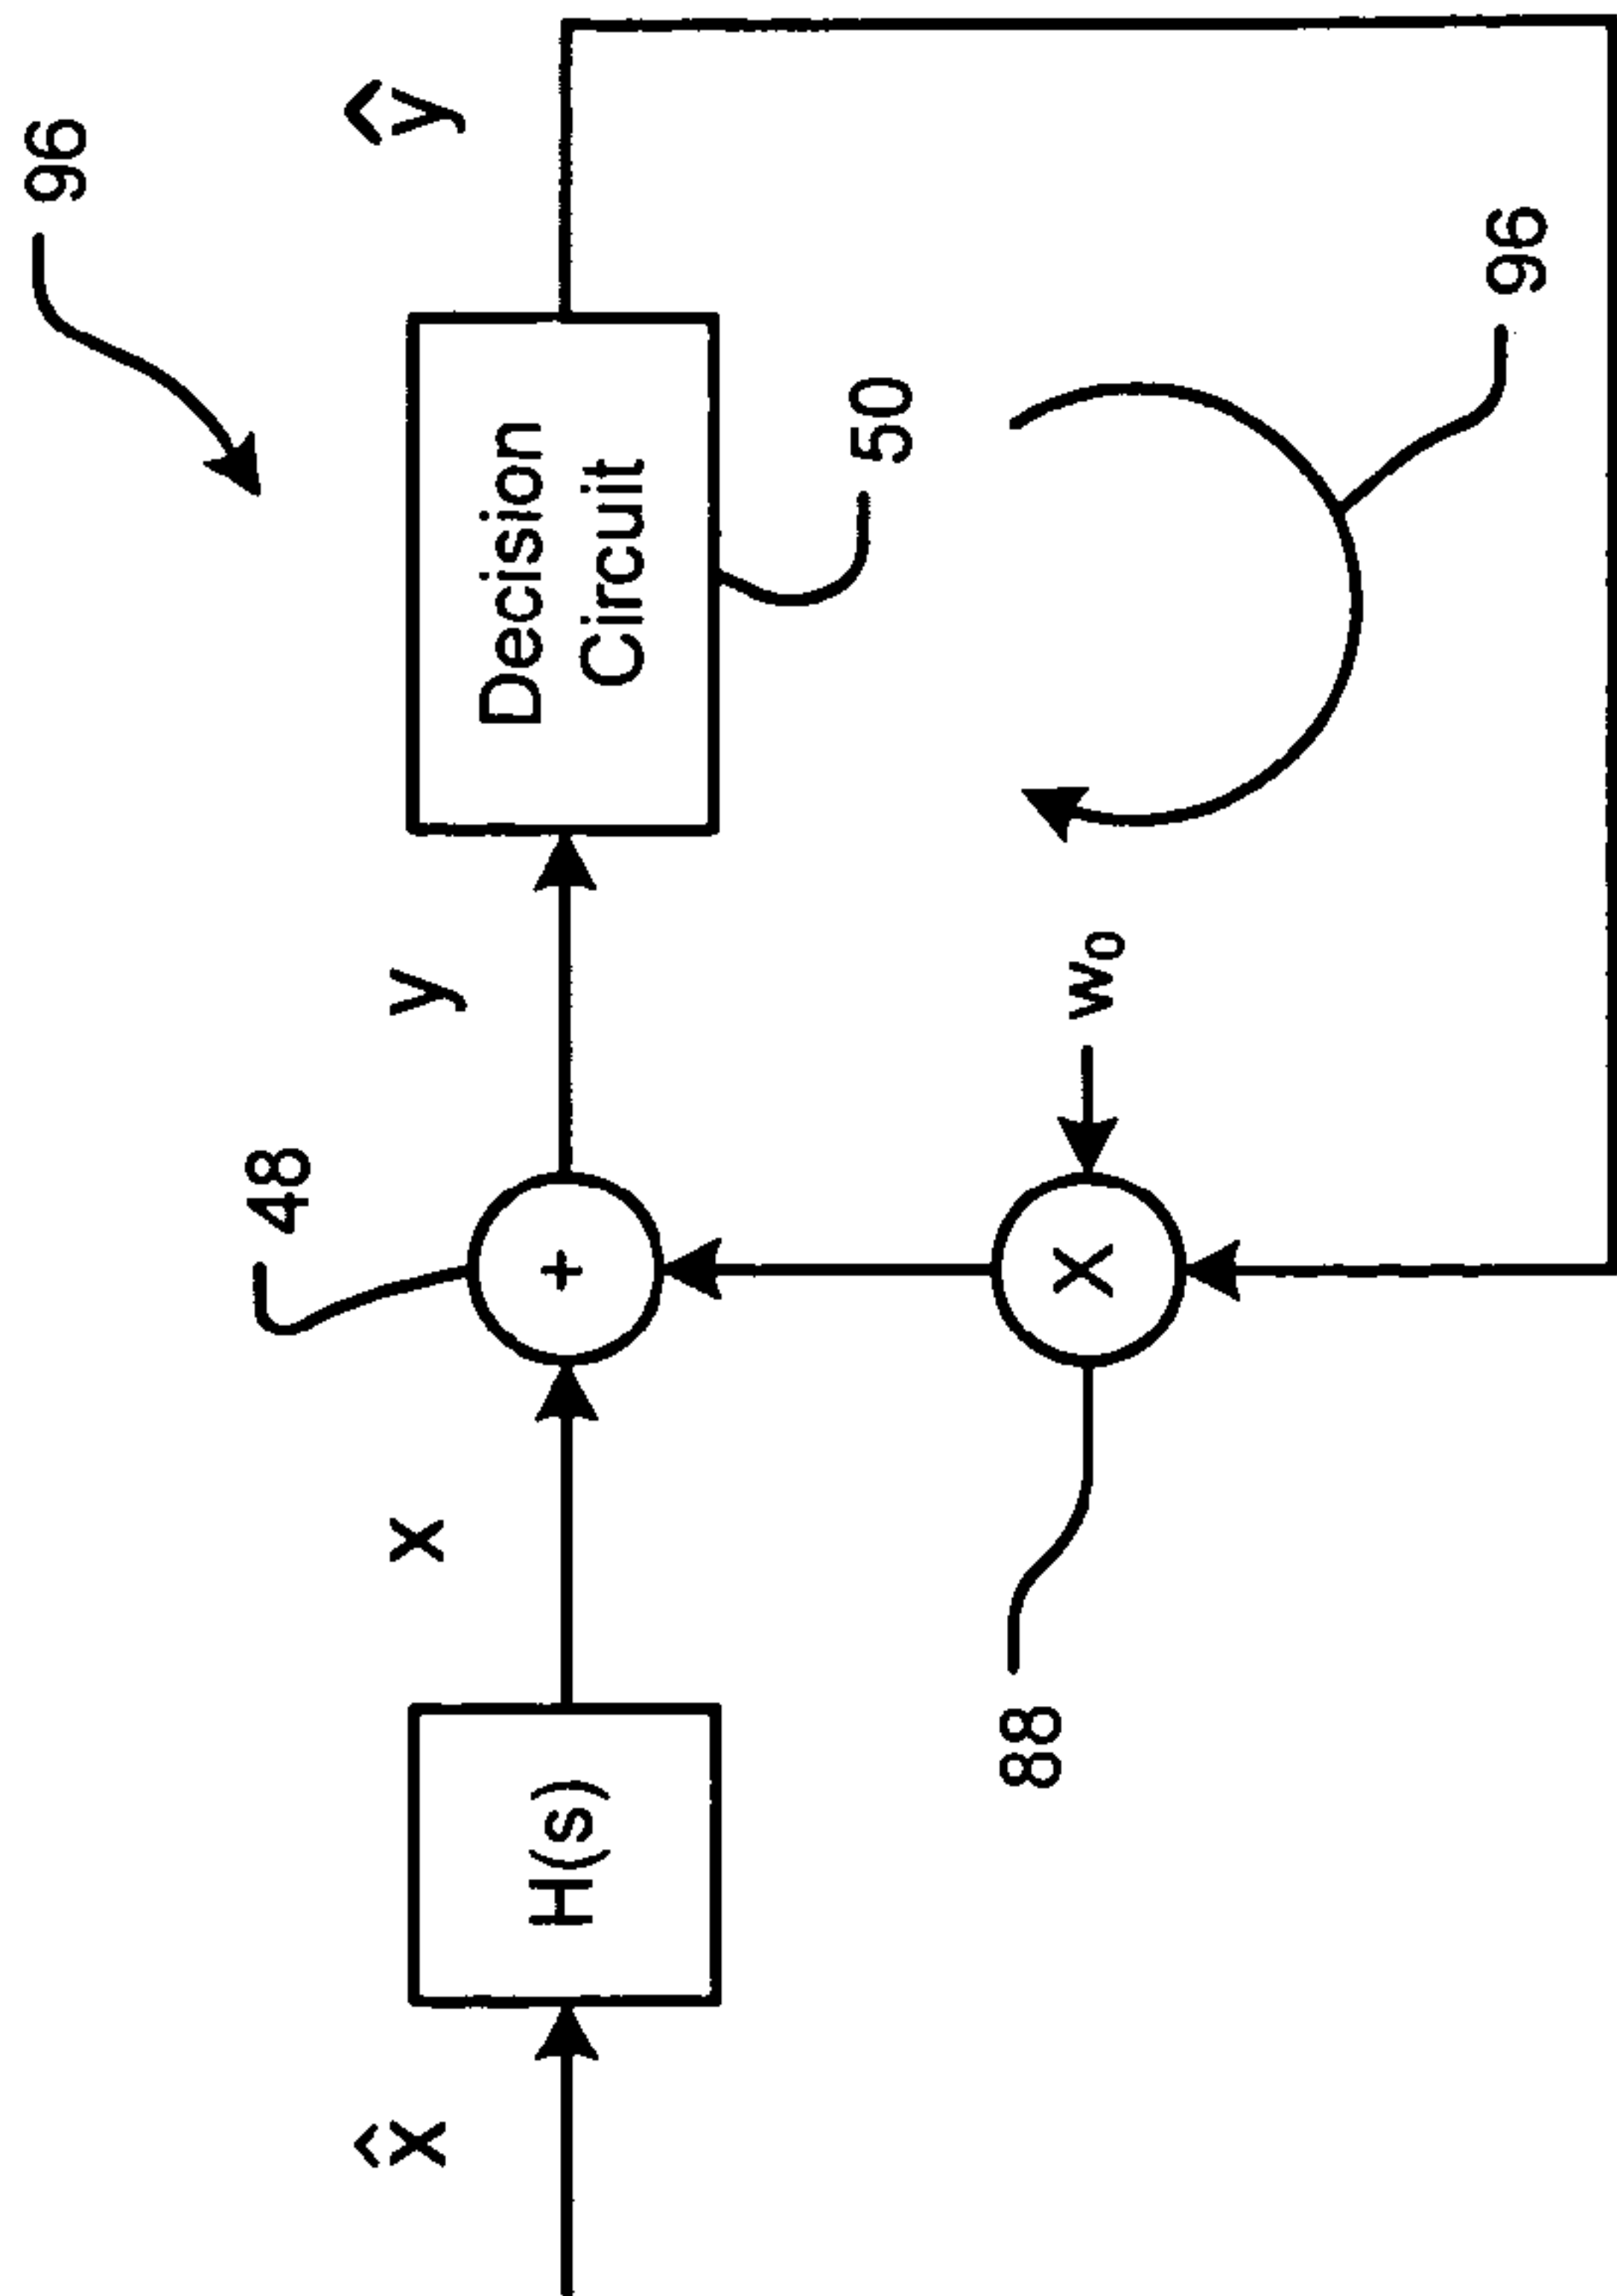 96
x̂
H(s)
x
48
+
y
Decision
Circuit
ŷ
50
88
X
w₀
96